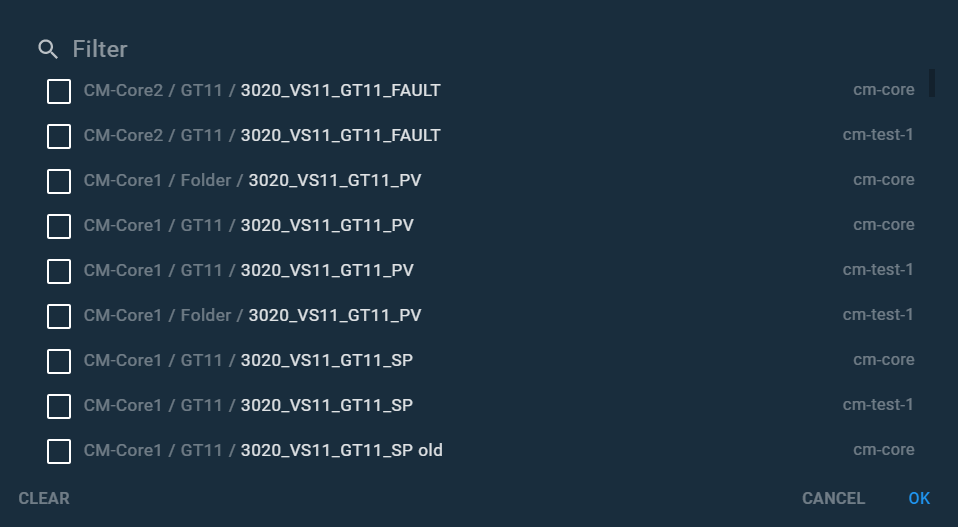 Filter
CM-Core2 / GT11 / 3020_VS11_GT11_FAULT cm-core
CM-Core2 / GT11 / 3020_VS11_GT11_FAULT cm-test-1
CM-Core1 / Folder / 3020_VS11_GT11_PV cm-core
CM-Core1 / GT11 / 3020_VS11_GT11_PV cm-core
CM-Core1 / GT11 / 3020_VS11_GT11_PV cm-test-1
CM-Core1 / Folder / 3020_VS11_GT11_PV cm-test-1
CM-Core1 / GT11 / 3020_VS11_GT11_SP cm-core
CM-Core1 / GT11 / 3020_VS11_GT11_SP cm-test-1
CM-Core1 / GT11 / 3020_VS11_GT11_SP old cm-core
CLEAR CANCEL OK